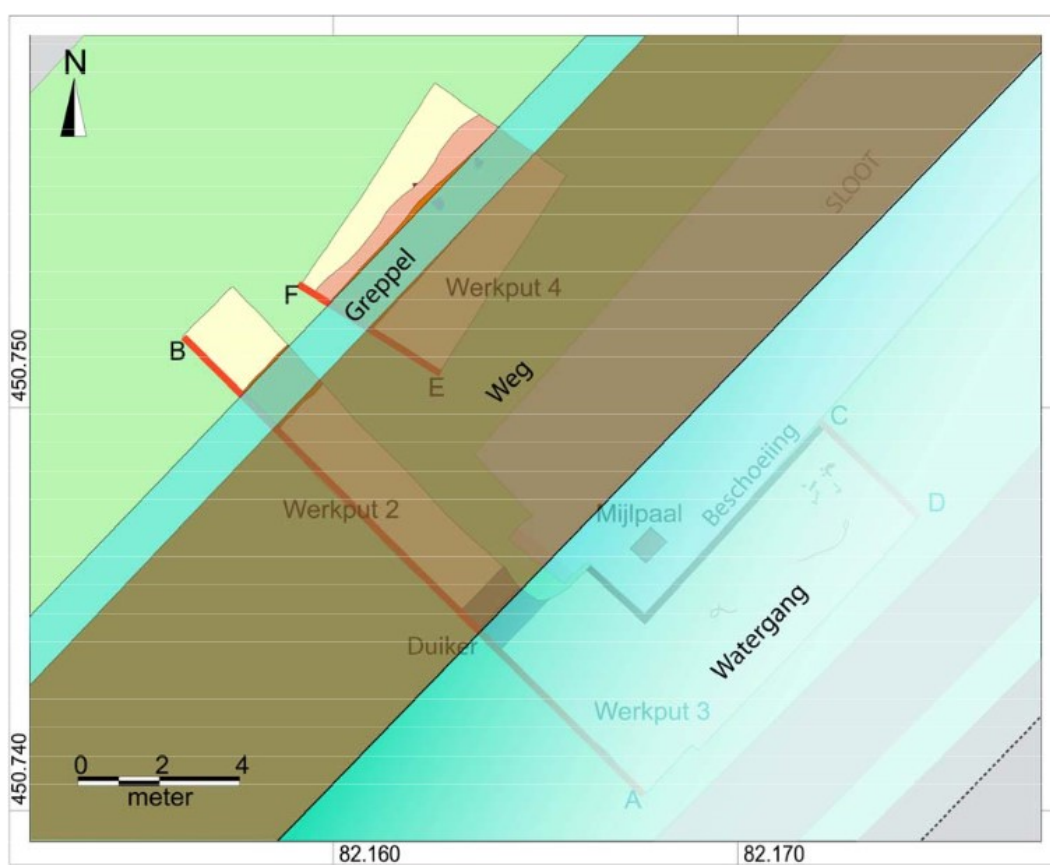 N
SLOOT
F
Greppel
Werkput 4
B
E
Weg
C
Beschoeiing
Mijlpaal
D
Werkput 2
Duiker
Watergang
Werkput 3
A
450.750
450.740
0 2 4
meter
82.160
82.170